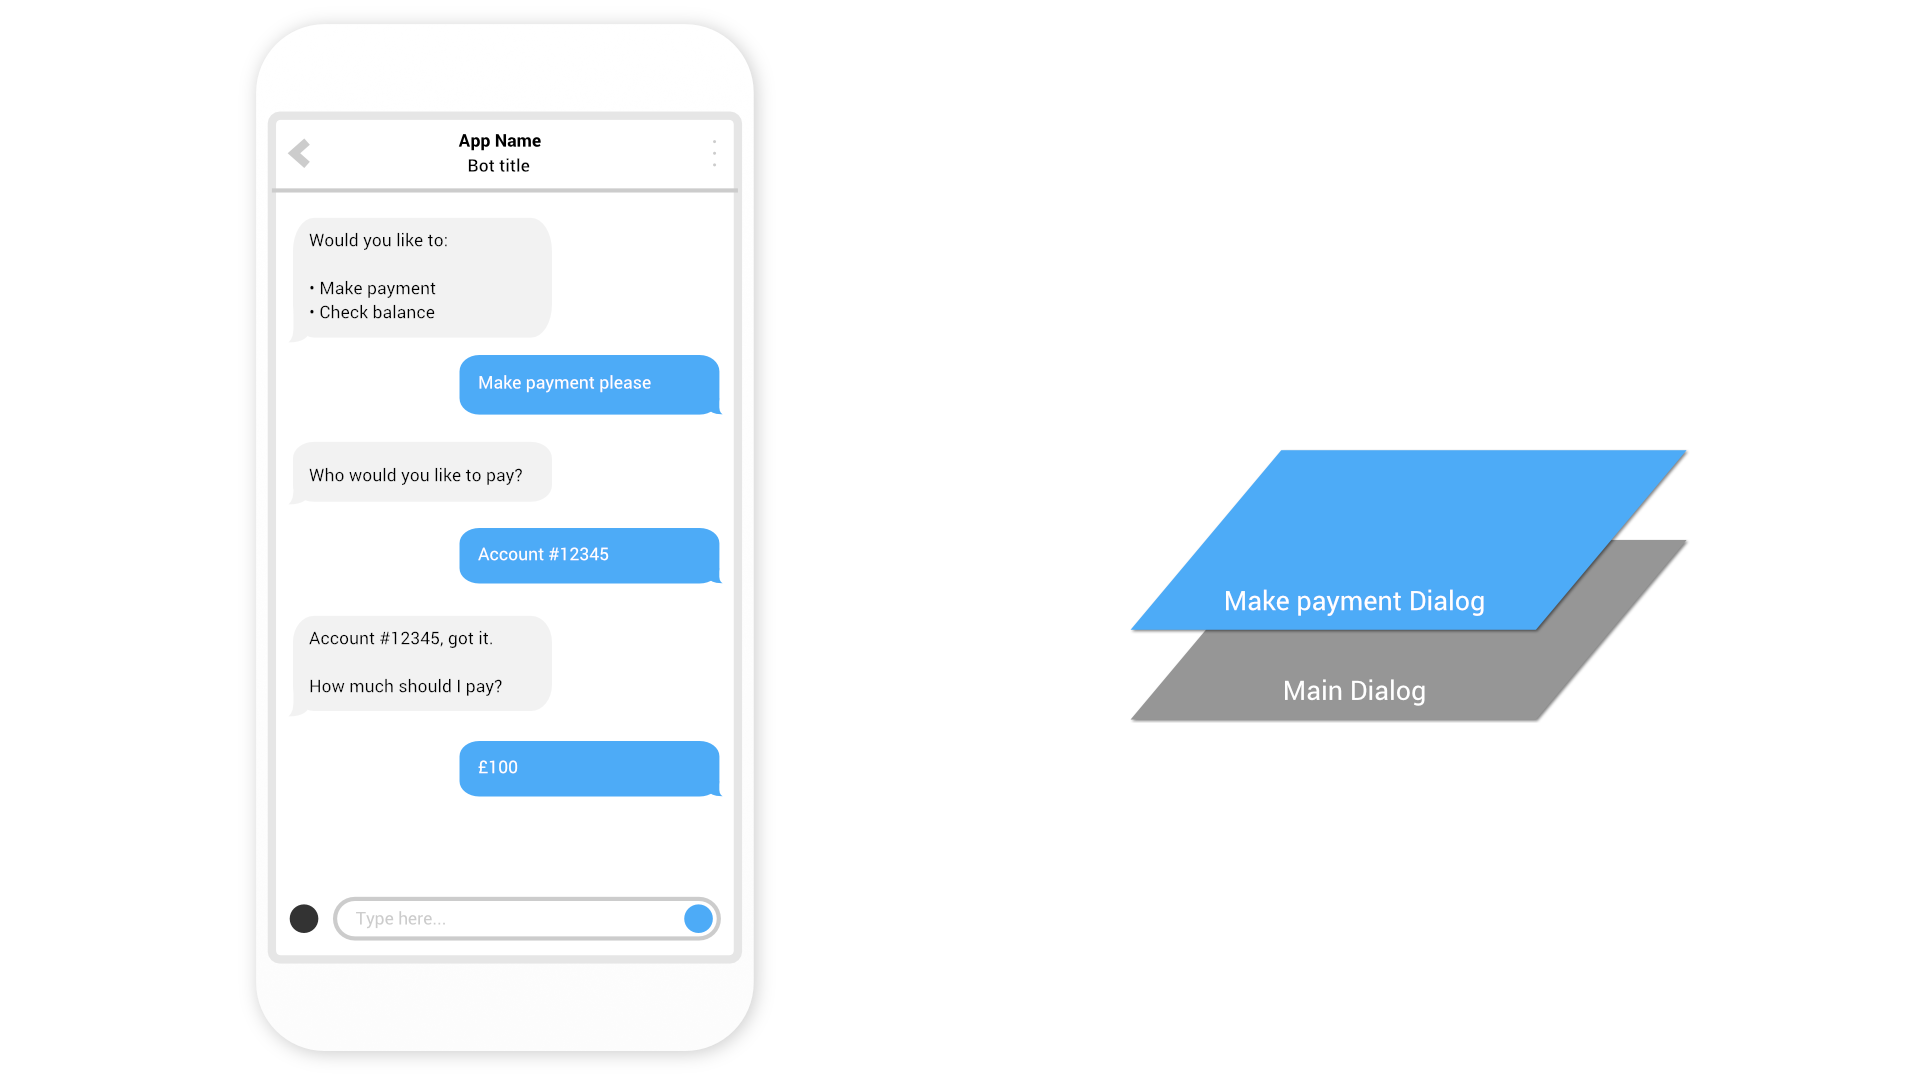 App Name
Bot title
Would you like to:
• Make payment
• Check balance
Make payment please
Who would you like to pay?
Account #12345
Account #12345, got it.
How much should I pay?
£100
Type here...
Make payment Dialog
Main Dialog